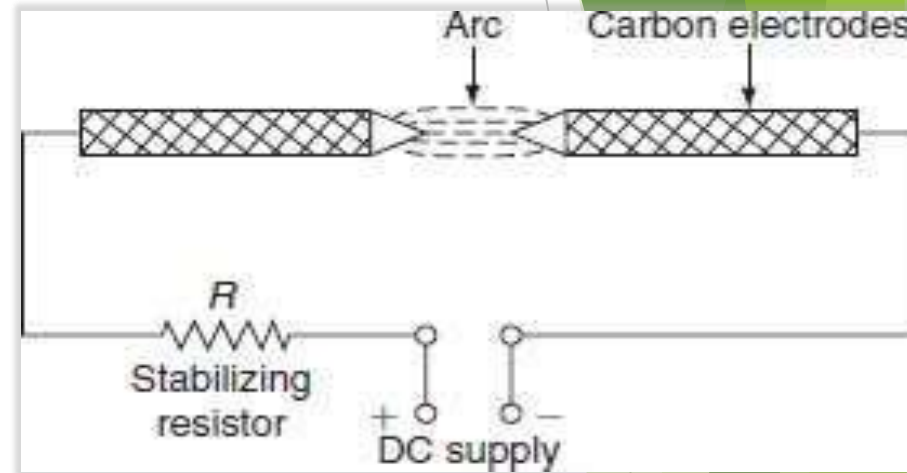 Arc
Carbon electrodes
R
Stabilizing
resistor
+ −
DC supply